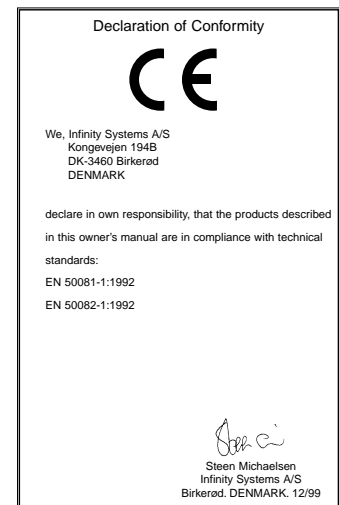 Declaration of Conformity
CE
We, Infinity Systems A/S
Kongevejen 194B
DK-3460 Birkerød
DENMARK
declare in own responsibility, that the products described
in this owner's manual are in compliance with technical
standards:
EN 50081-1:1992
EN 50082-1:1992
Steen Michaelsen
Infinity Systems A/S
Birkerød. DENMARK. 12/99